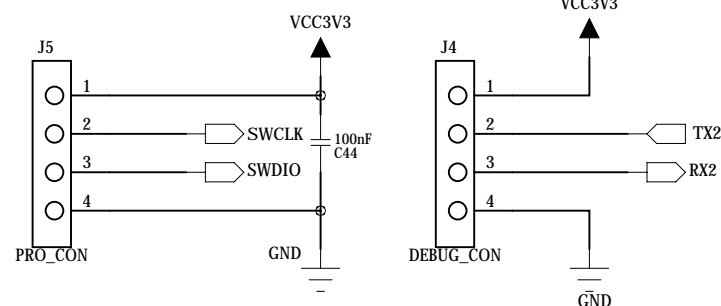 VCC3V3
J5
1
2
SWCLK
3
SWDIO
4
100nF
C44
GND
PRO_CON
VCC3V3
J4
1
2
TX2
3
RX2
4
DEBUG_CON
GND